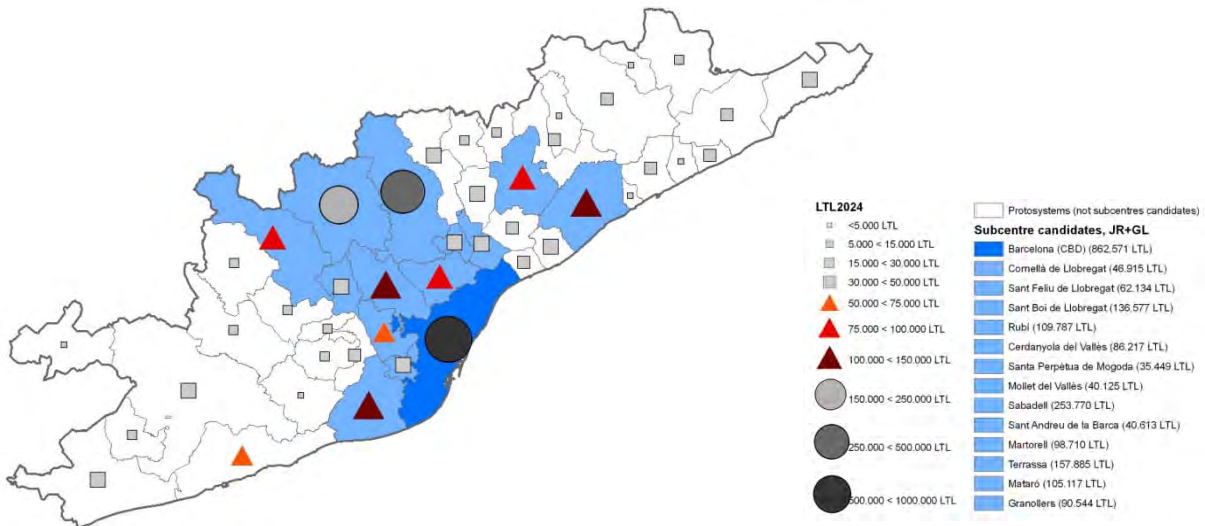 LTL2024
<5.000 LTL
5.000 < 15.000 LTL
15.000 < 30.000 LTL
30.000 < 50.000 LTL
50.000 < 75.000 LTL
75.000 < 100.000 LTL
100.000 < 150.000 LTL
150.000 < 250.000 LTL
250.000 < 500.000 LTL
500.000 < 1000.000 LTL
Protosystems (not subcentres candidates)
Subcentre candidates, JR+GL
Barcelona (CBD) (862.571 LTL)
Cornellà de Llobregat (46.915 LTL)
Sant Feliu de Llobregat (62.134 LTL)
Sant Boi de Llobregat (136.577 LTL)
Rubí (109.787 LTL)
Cerdanyola del Vallès (86.217 LTL)
Santa Perpètua de Mogoda (35.449 LTL)
Mollet del Vallès (40.125 LTL)
Sabadell (253.770 LTL)
Sant Andreu de la Barca (40.613 LTL)
Martorell (98.710 LTL)
Terrassa (157.885 LTL)
Mataró (105.117 LTL)
Granollers (90.544 LTL)